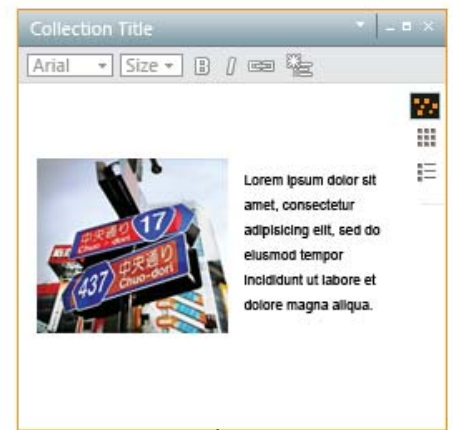 Collection Title
Arial Size B I
中央通り 17
Chuo-dori
437 中央通り
Chuo-dori
Lorem ipsum dolor sit
amet, consectetur
adipisicing elit, sed do
eiusmod tempor
incididunt ut labore et
dolore magna aliqua.